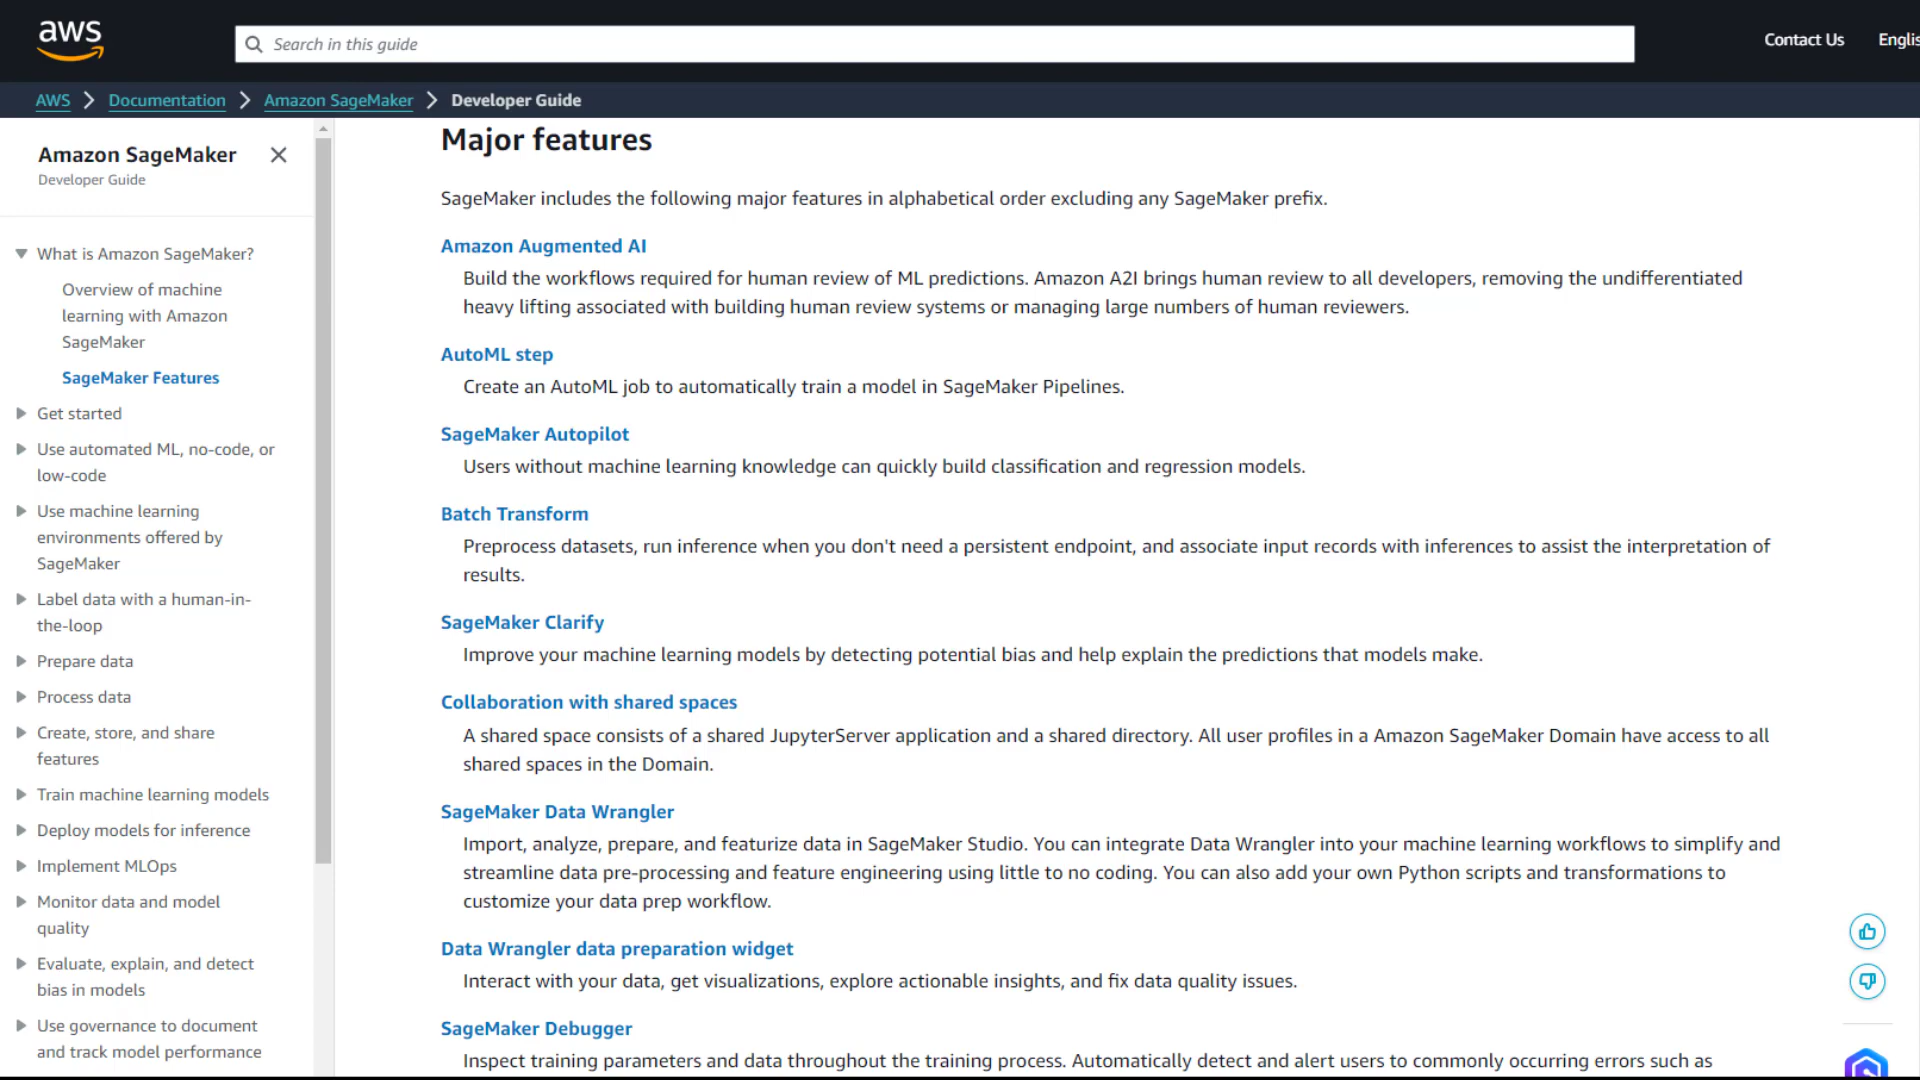 aws
Search in this guide
Contact Us
Englis
AWS > Documentation > Amazon SageMaker > Developer Guide
Amazon SageMaker
Developer Guide
What is Amazon SageMaker?
Overview of machine
learning with Amazon
SageMaker
SageMaker Features
Get started
Use automated ML, no-code, or
low-code
Use machine learning
environments offered by
SageMaker
Label data with a human-in-
the-loop
Prepare data
Process data
Create, store, and share
features
Train machine learning models
Deploy models for inference
Implement MLOps
Monitor data and model
quality
Evaluate, explain, and detect
bias in models
Use governance to document
and track model performance
Major features
SageMaker includes the following major features in alphabetical order excluding any SageMaker prefix.
Amazon Augmented AI
Build the workflows required for human review of ML predictions. Amazon A2I brings human review to all developers, removing the undifferentiated
heavy lifting associated with building human review systems or managing large numbers of human reviewers.
AutoML step
Create an AutoML job to automatically train a model in SageMaker Pipelines.
SageMaker Autopilot
Users without machine learning knowledge can quickly build classification and regression models.
Batch Transform
Preprocess datasets, run inference when you don't need a persistent endpoint, and associate input records with inferences to assist the interpretation of
results.
SageMaker Clarify
Improve your machine learning models by detecting potential bias and help explain the predictions that models make.
Collaboration with shared spaces
A shared space consists of a shared JupyterServer application and a shared directory. All user profiles in a Amazon SageMaker Domain have access to all
shared spaces in the Domain.
SageMaker Data Wrangler
Import, analyze, prepare, and featurize data in SageMaker Studio. You can integrate Data Wrangler into your machine learning workflows to simplify and
streamline data pre-processing and feature engineering using little to no coding. You can also add your own Python scripts and transformations to
customize your data prep workflow.
Data Wrangler data preparation widget
Interact with your data, get visualizations, explore actionable insights, and fix data quality issues.
SageMaker Debugger
Inspect training parameters and data throughout the training process. Automatically detect and alert users to commonly occurring errors such as